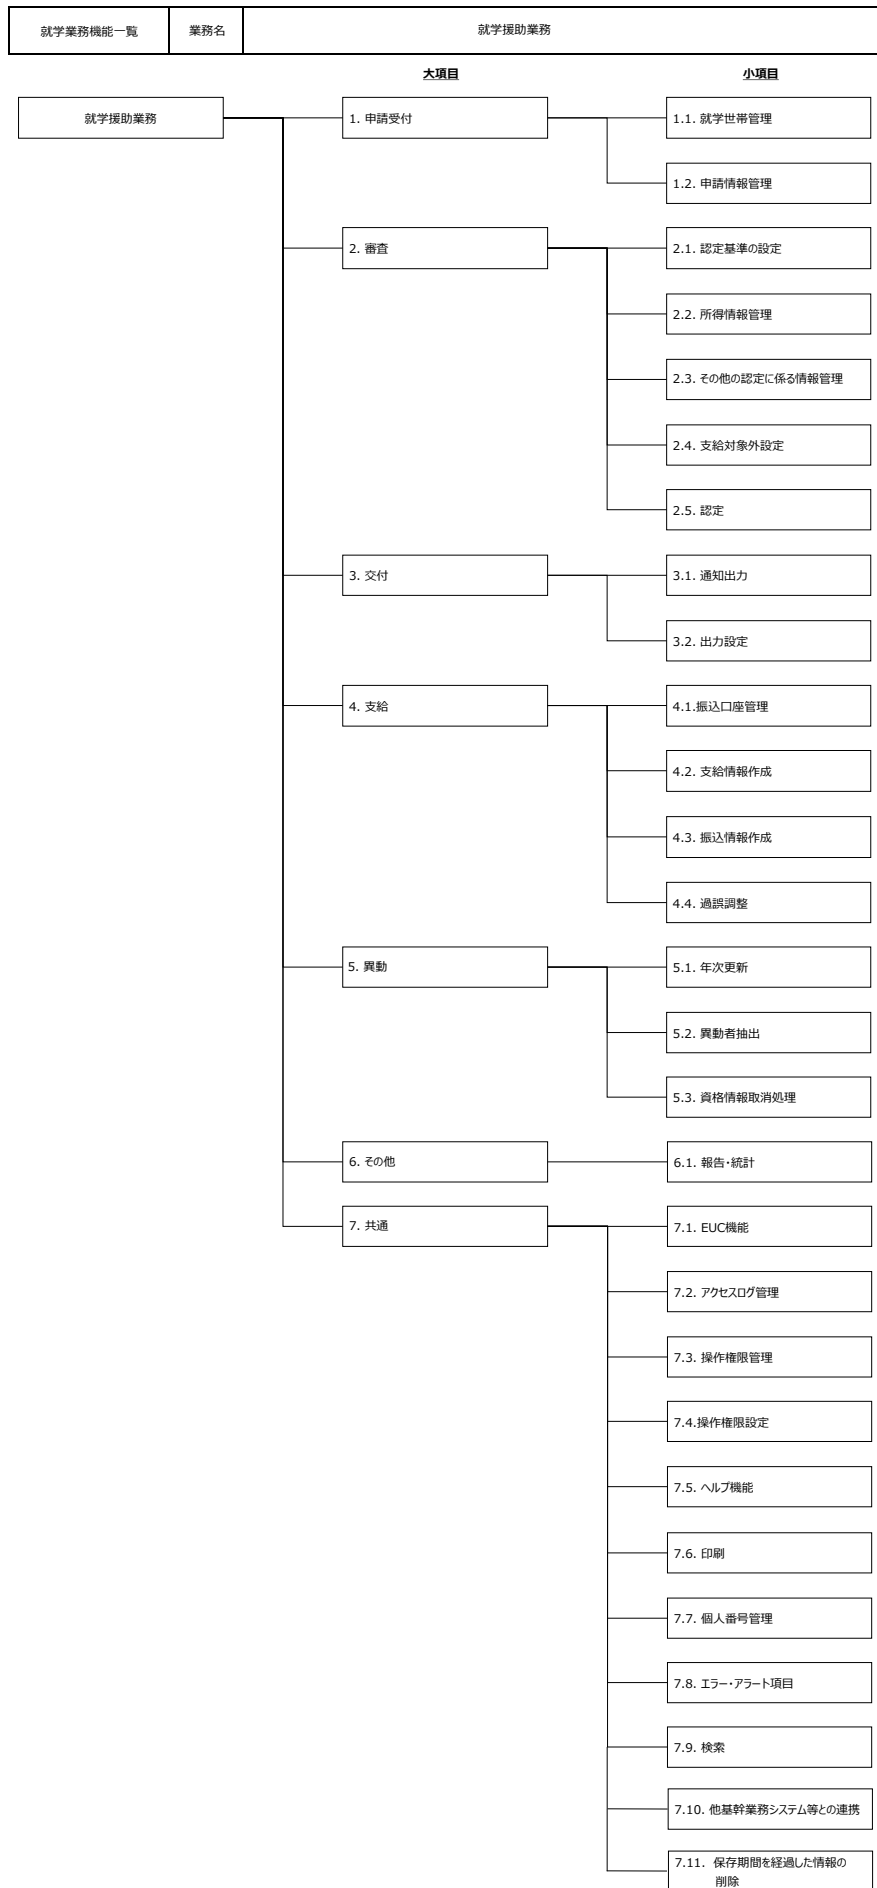 就学業務機能一覧 業務名 就学援助業務
大項目 小項目
就学援助業務 1. 申請受付 1.1. 就学世帯管理
1.2. 申請情報管理
2. 審査 2.1. 認定基準の設定
2.2. 所得情報管理
2.3. その他の認定に係る情報管理
2.4. 支給対象外設定
2.5. 認定
3. 交付 3.1. 通知出力
3.2. 出力設定
4. 支給 4.1.振込口座管理
4.2. 支給情報作成
4.3. 振込情報作成
4.4. 過誤調整
5. 異動 5.1. 年次更新
5.2. 異動者抽出
5.3. 資格情報取消処理
6. その他 6.1. 報告・統計
7. 共通 7.1. EUC機能
7.2. アクセスログ管理
7.3. 操作権限管理
7.4.操作権限設定
7.5. ヘルプ機能
7.6. 印刷
7.7. 個人番号管理
7.8. エラー・アラート項目
7.9. 検索
7.10. 他基幹業務システム等との連携
7.11. 保存期間を経過した情報の
削除